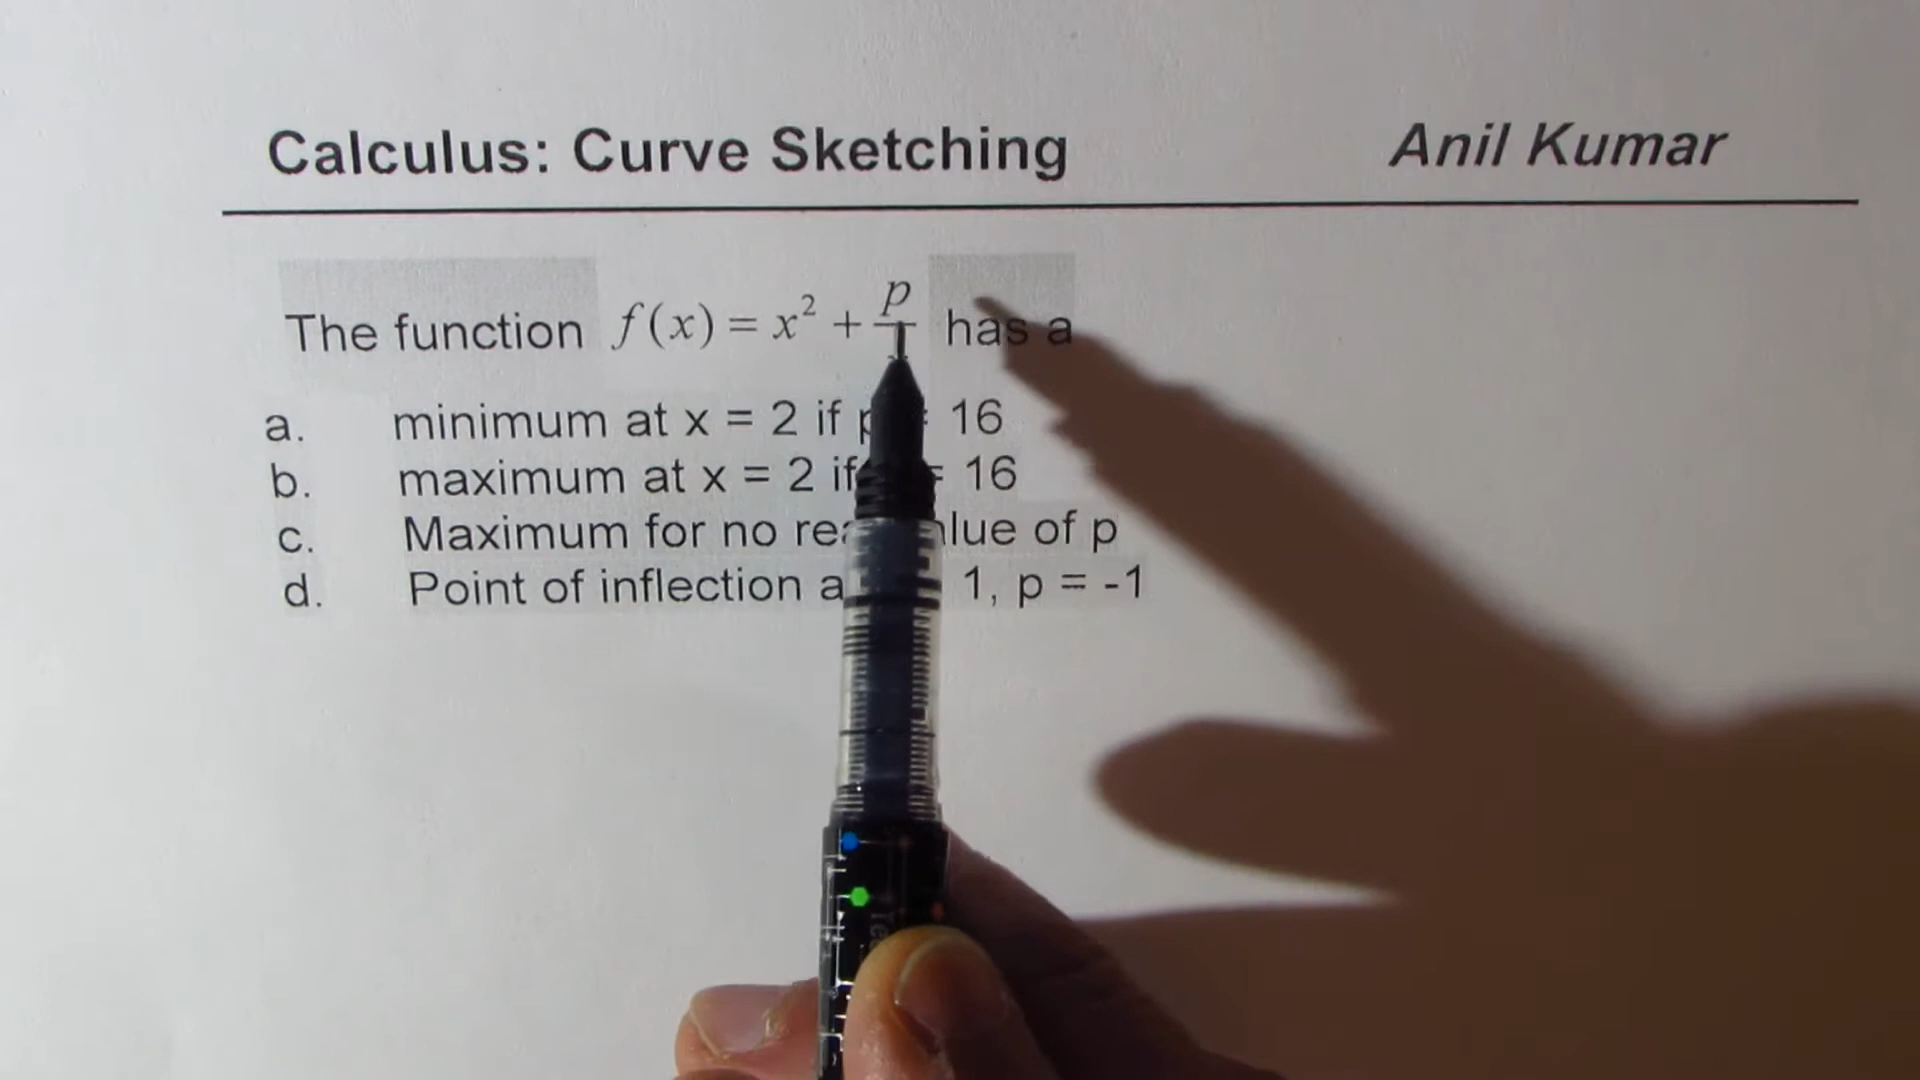 Calculus: Curve Sketching
Anil Kumar
The function f(x) = x² + p/ has a
a. minimum at x = 2 if 16
b. maximum at x = 2 if = 16
c. Maximum for no of p
d. Point of inflection 1, p = -1